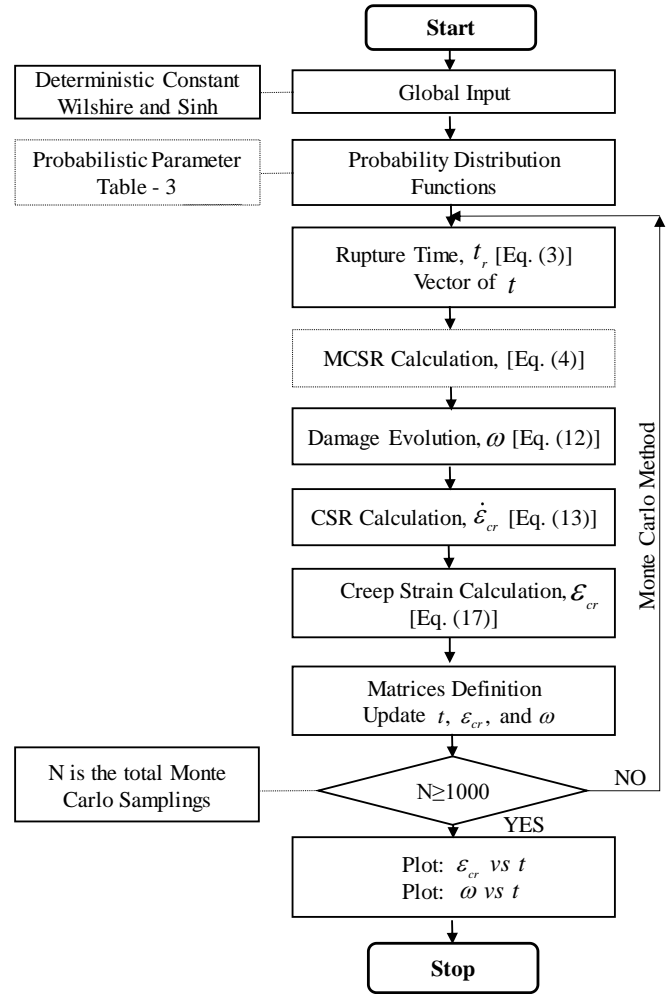 Start
Deterministic Constant
Wilshire and Sinh
Global Input
Probabilistic Parameter
Table - 3
Probability Distribution
Functions
Rupture Time, t_r [Eq. (3)]
Vector of t
MCSR Calculation, [Eq. (4)]
Damage Evolution, ω [Eq. (12)]
CSR Calculation, ε̇_cr [Eq. (13)]
Creep Strain Calculation, ε_cr
[Eq. (17)]
Monte Carlo Method
Matrices Definition
Update t, ε_cr, and ω
N is the total Monte
Carlo Samplings
N≥1000
NO
YES
Plot: ε_cr vs t
Plot: ω vs t
Stop